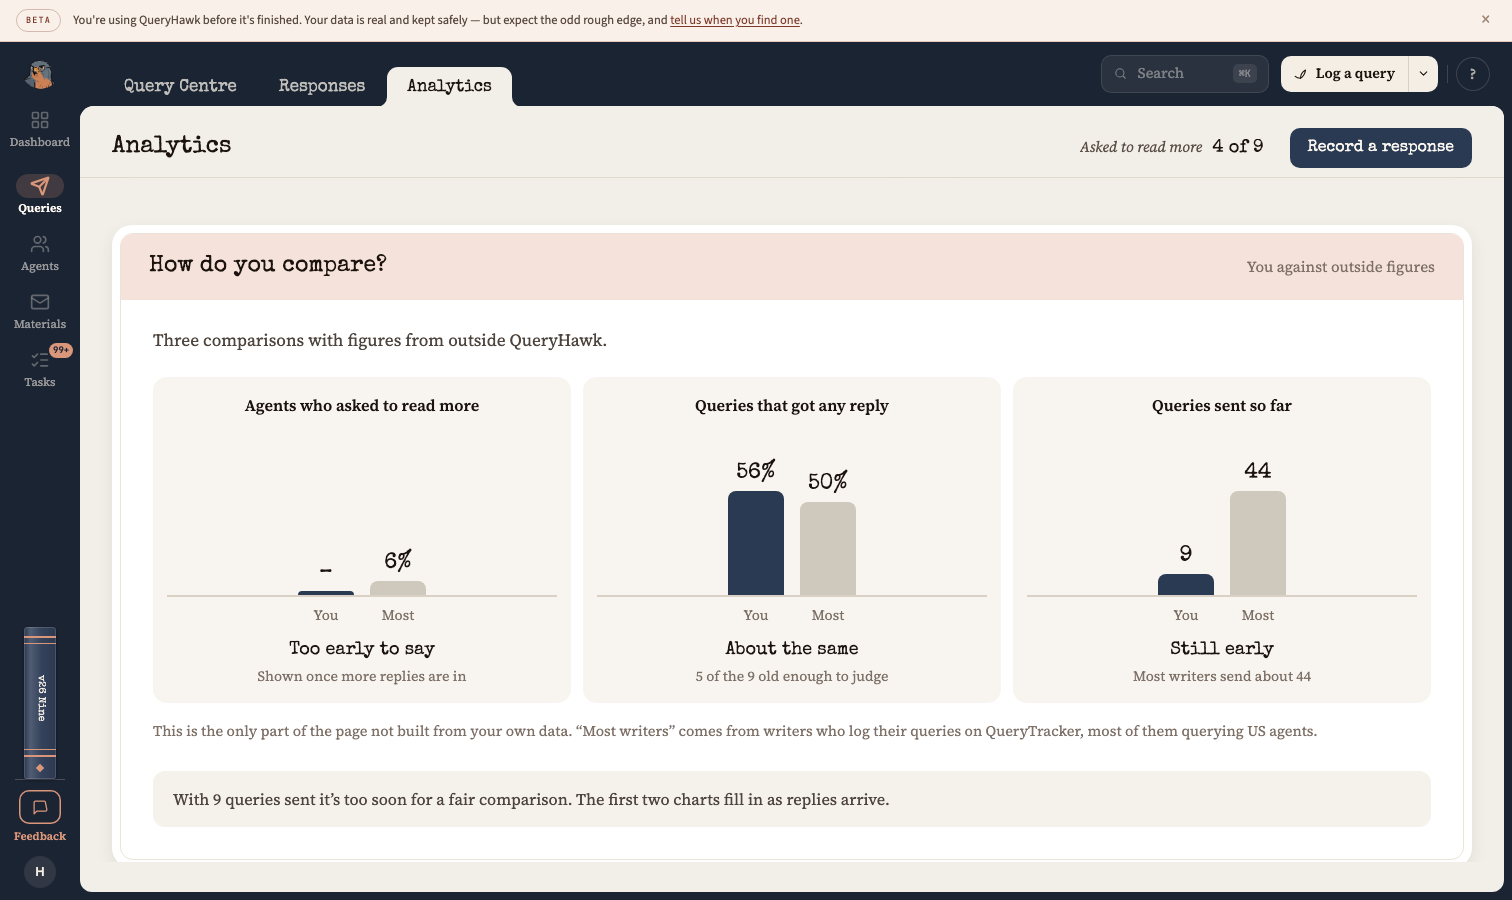 BETA
You're using QueryHawk before it's finished. Your data is real and kept safely — but expect the odd rough edge, and tell us when you find one.
×
Query Centre
Responses
Analytics
Search
⌘K
Log a query
?
Dashboard
Queries
Agents
Materials
99+
Tasks
v26 Nine
Feedback
H
Analytics
Asked to read more 4 of 9
Record a response
How do you compare?
You against outside figures
Three comparisons with figures from outside QueryHawk.
Agents who asked to read more
–
6%
You
Most
Too early to say
Shown once more replies are in
Queries that got any reply
56%
50%
You
Most
About the same
5 of the 9 old enough to judge
Queries sent so far
9
44
You
Most
Still early
Most writers send about 44
This is the only part of the page not built from your own data. “Most writers” comes from writers who log their queries on QueryTracker, most of them querying US agents.
With 9 queries sent it’s too soon for a fair comparison. The first two charts fill in as replies arrive.